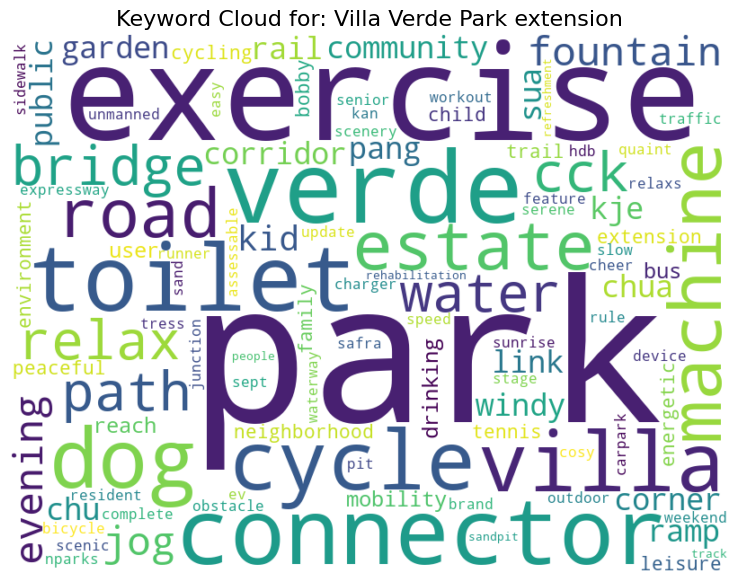 Keyword Cloud for: Villa Verde Park extension
sidewalk
public
garden
cycling
rail
community
fountain
exercise
unmanned
easy
bobby
senior
kan
scenery
workout
child
sua
refreshment
traffic
bridge
expressway
corridor
pang
verde
trail
hdb
quaint
cck
relaxs
feature
serene
kje
machine
environment
road
user
runner
assessable
kid
update
estate
extension
slow
cheer
bus
toilet
sand
charger
rehabilitation
water
chua
relax
tress
junction
people
family
waterway
safra
speed
park
sunrise
link
stage
rule
device
peaceful
path
sept
drinking
windy
energetic
evening
reach
dog
neighborhood
cycle
pit
tennis
villa
cosy
carpark
chu
resident
complete
obstacle
ev
mobility
brand
outdoor
corner
weekend
bicycle
scenic
nparks
jog
connector
sandpit
ramp
leisure
track